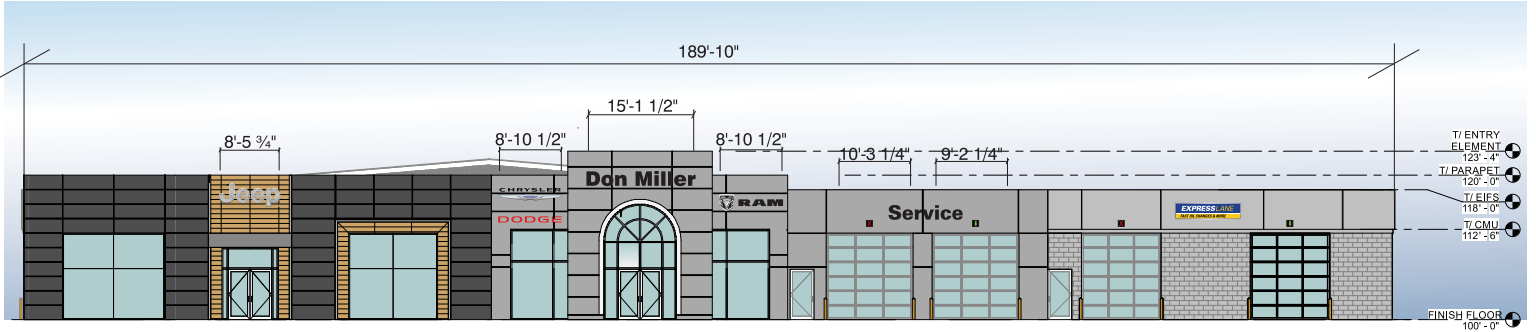 189'-10"
15'-1 1/2"
8'-5 ¾"
8'-10 1/2"
8'-10 1/2"
10'-3 1/4"
9'-2 1/4"
T/ ENTRY
ELEMENT
123' - 4"
T/ PARAPET
120' - 0"
T/ EIFS
118' - 0"
T/ CMU
112' - 6"
FINISH FLOOR
100' - 0"
Jeep
CHRYSLER
DODGE
Don Miller
RAM
Service
EXPRESSLANE
FAST OIL CHANGES & MORE